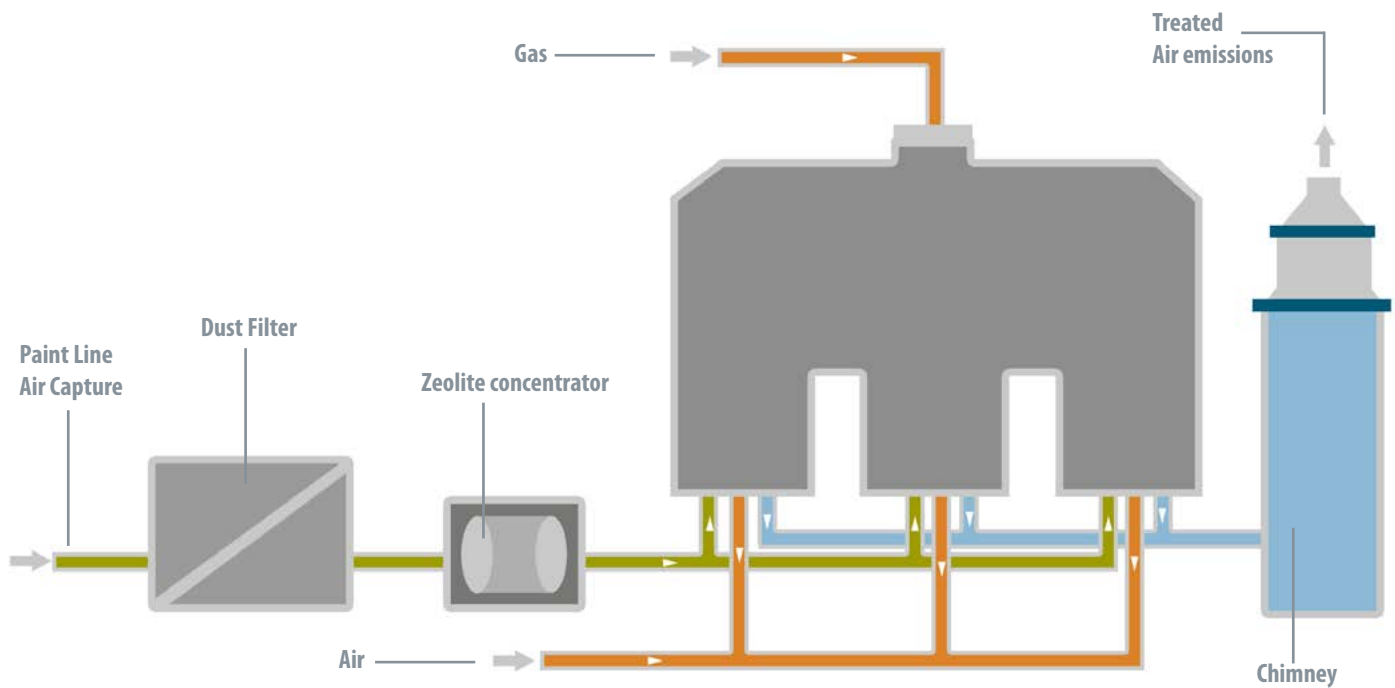 Gas
Treated
Air emissions
Dust Filter
Paint Line
Air Capture
Zeolite concentrator
Air
Chimney